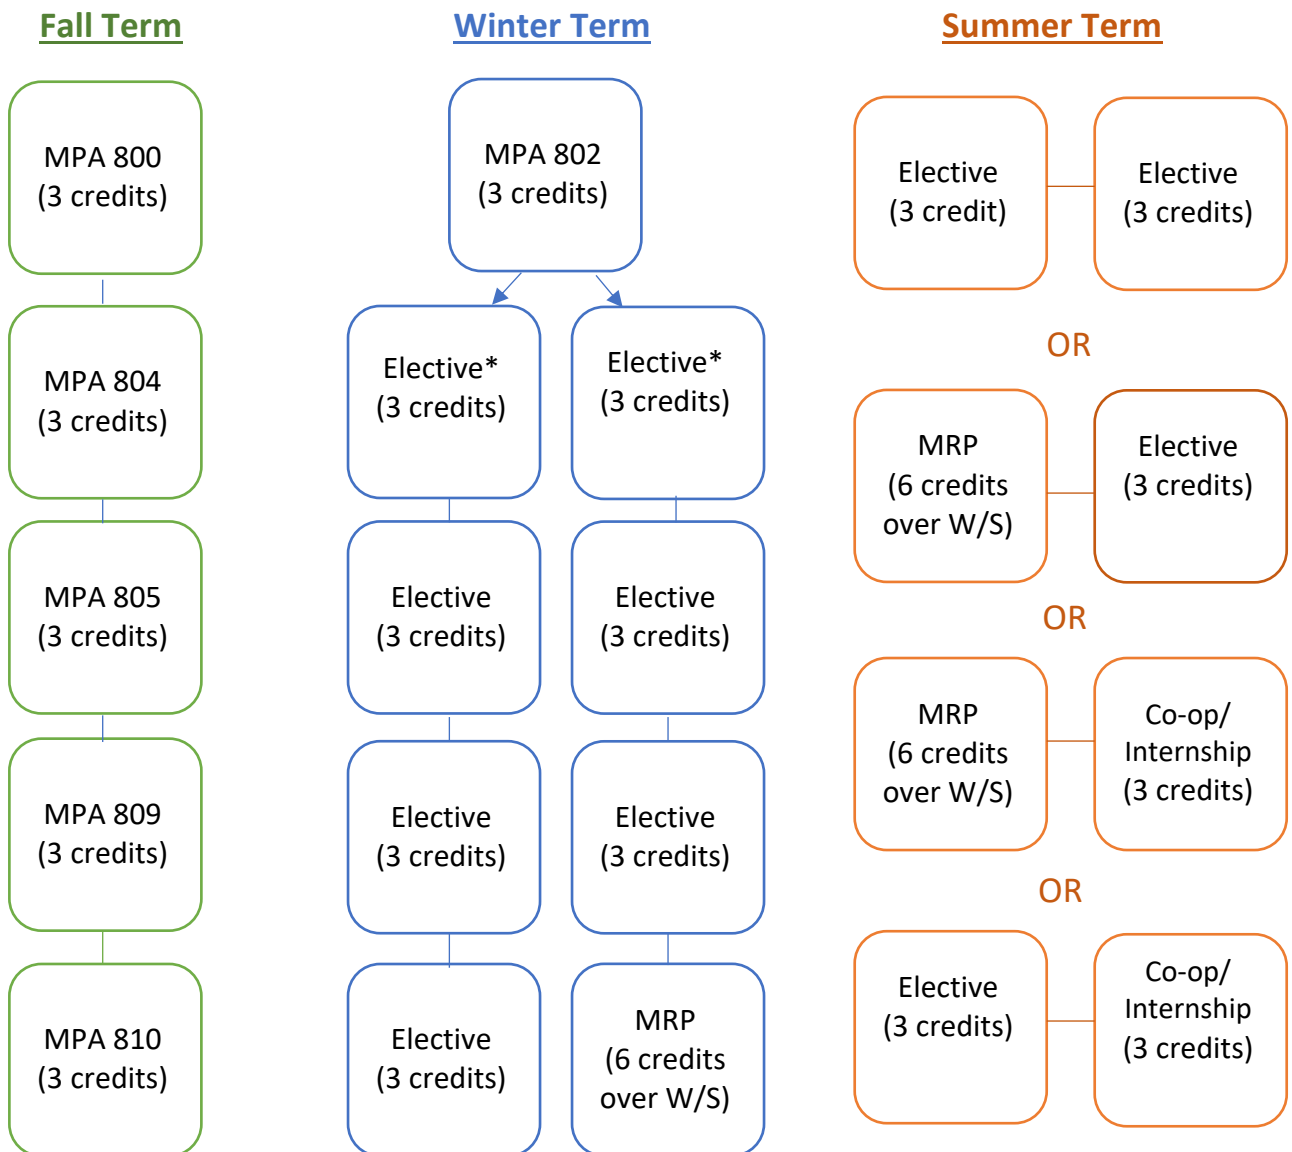 Fall Term
MPA 800
(3 credits)
MPA 804
(3 credits)
MPA 805
(3 credits)
MPA 809
(3 credits)
MPA 810
(3 credits)
Winter Term
MPA 802
(3 credits)
Elective*
(3 credits)
Elective
(3 credits)
Elective
(3 credits)
Elective
(3 credits)
Elective*
(3 credits)
Elective
(3 credits)
Elective
(3 credits)
MRP
(6 credits
over W/S)
Summer Term
Elective
(3 credit)
Elective
(3 credits)
OR
MRP
(6 credits
over W/S)
Elective
(3 credits)
OR
MRP
(6 credits
over W/S)
Co-op/
Internship
(3 credits)
OR
Elective
(3 credits)
Co-op/
Internship
(3 credits)